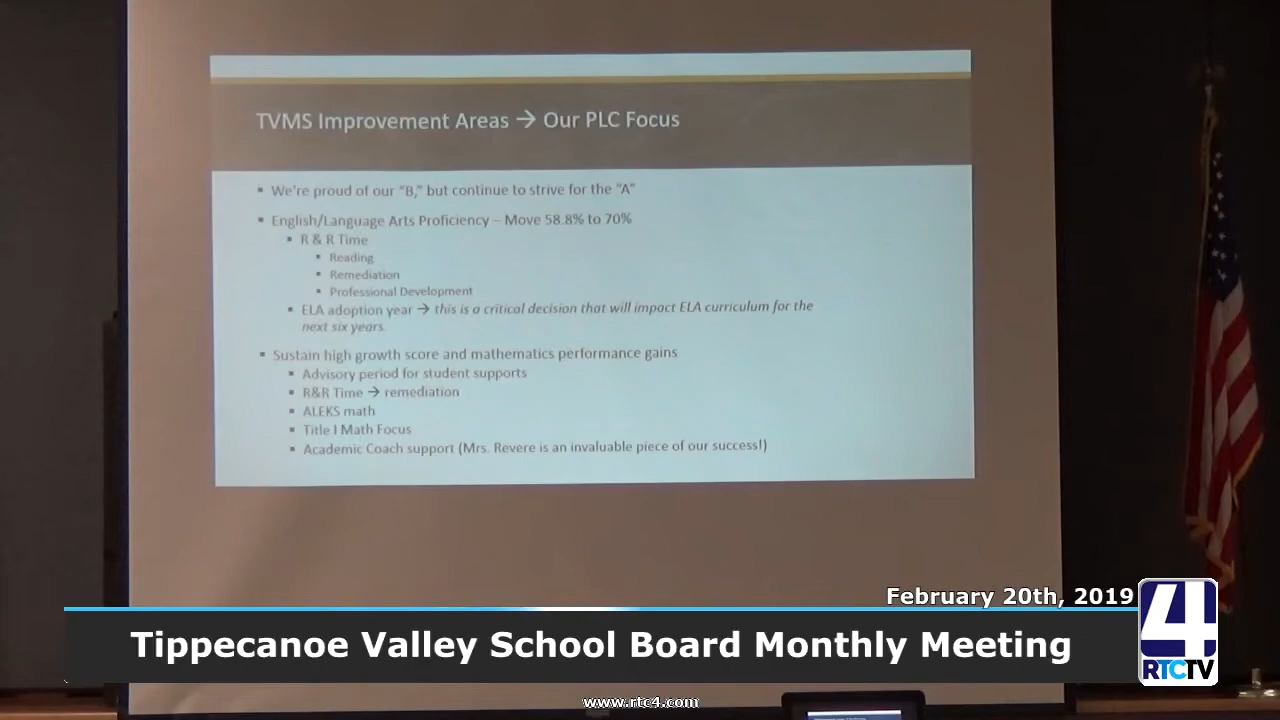 TVMS Improvement Areas → Our PLC Focus
▪ We're proud of our "B," but continue to strive for the "A"
▪ English/Language Arts Proficiency – Move 58.8% to 70%
▪ R & R Time
▪ Reading
▪ Remediation
▪ Professional Development
▪ ELA adoption year → this is a critical decision that will impact ELA curriculum for the
next six years.
▪ Sustain high growth score and mathematics performance gains
▪ Advisory period for student supports
▪ R&R Time → remediation
▪ ALEKS math
▪ Title I Math Focus
▪ Academic Coach support (Mrs. Revere is an invaluable piece of our success!)
February 20th, 2019
Tippecanoe Valley School Board Monthly Meeting
4
RTCTV
www.rtc4.com